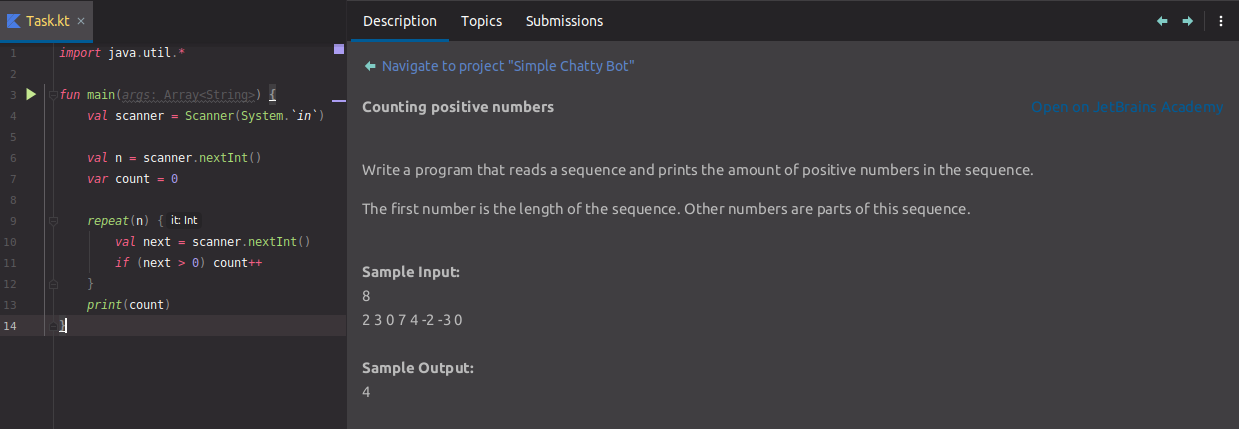 Task.kt
1 import java.util.*
2
3 fun main(args: Array<String>) {
4 val scanner = Scanner(System.`in`)
5
6 val n = scanner.nextInt()
7 var count = 0
8
9 repeat(n) { it: Int
10 val next = scanner.nextInt()
11 if (next > 0) count++
12 }
13 print(count)
14 }
Description Topics Submissions
Navigate to project "Simple Chatty Bot"
Counting positive numbers Open on JetBrains Academy
Write a program that reads a sequence and prints the amount of positive numbers in the sequence.
The first number is the length of the sequence. Other numbers are parts of this sequence.
Sample Input:
8
2 3 0 7 4 -2 -3 0
Sample Output:
4